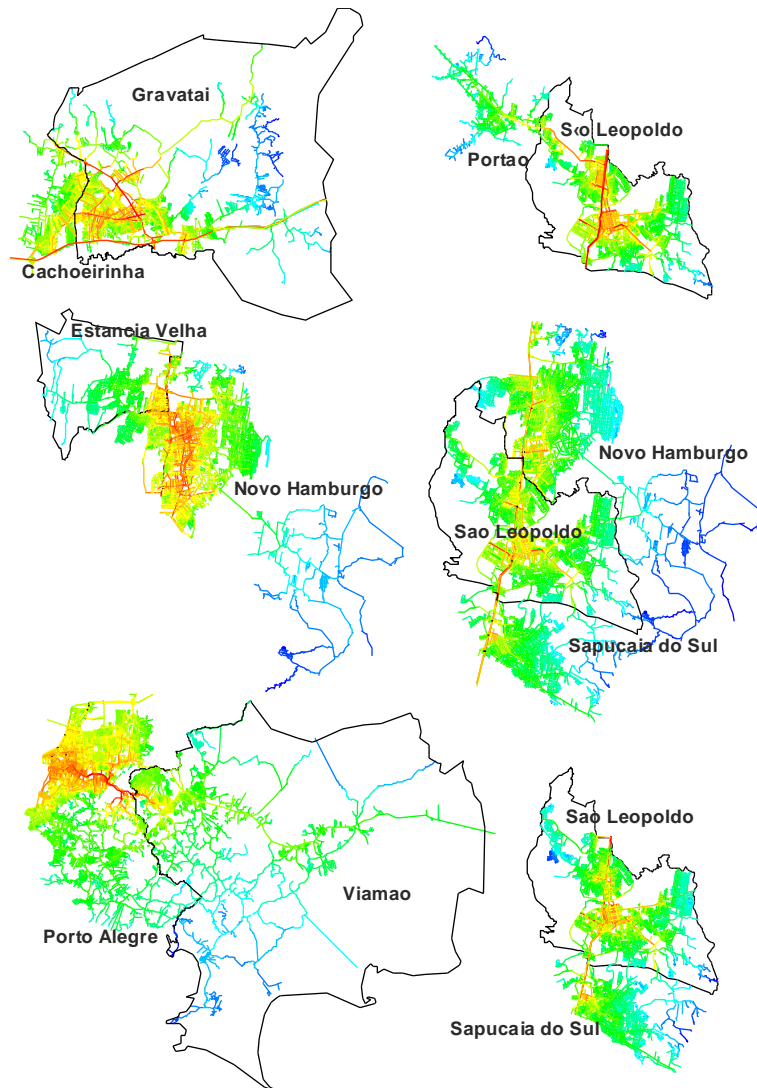 Gravatai
Cachoeirinha
S‹o Leopoldo
Portao
Estancia Velha
Novo Hamburgo
Novo Hamburgo
Sao Leopoldo
Sapucaia do Sul
Viamao
Porto Alegre
Sao Leopoldo
Sapucaia do Sul